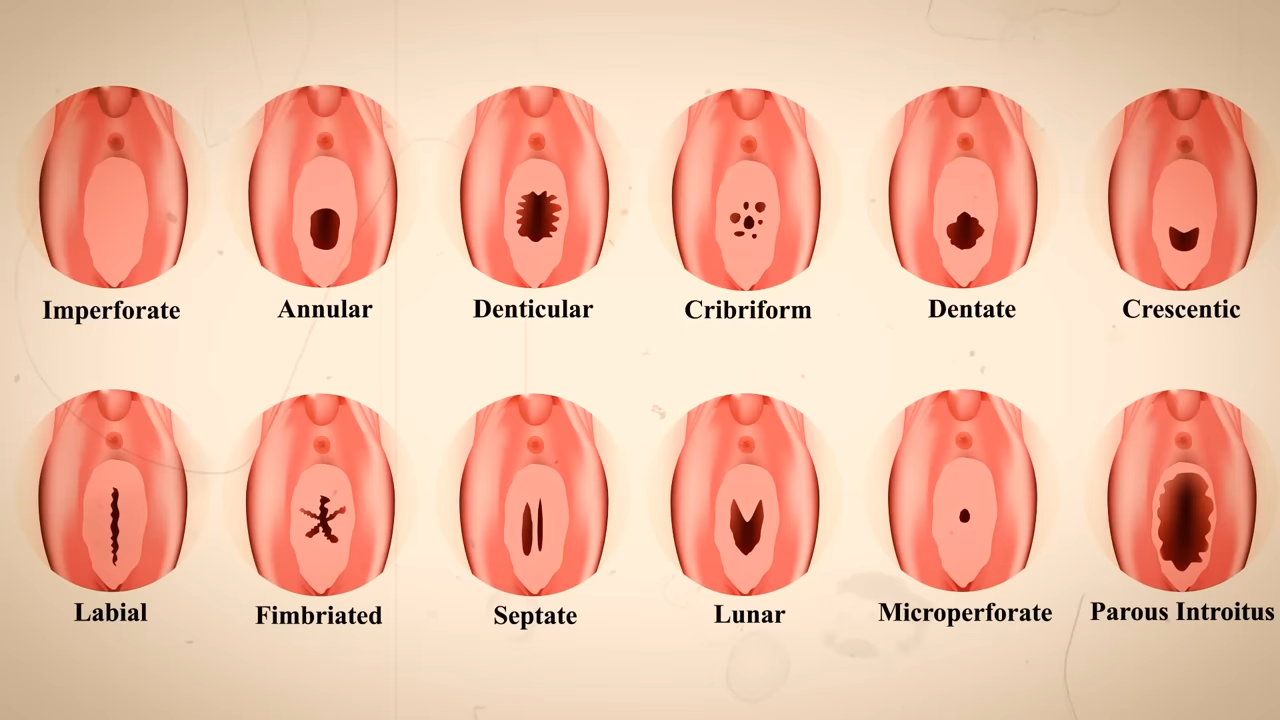 Imperforate
Annular
Denticular
Cribriform
Dentate
Crescentic
Labial
Fimbriated
Septate
Lunar
Microperforate
Parous Introitus